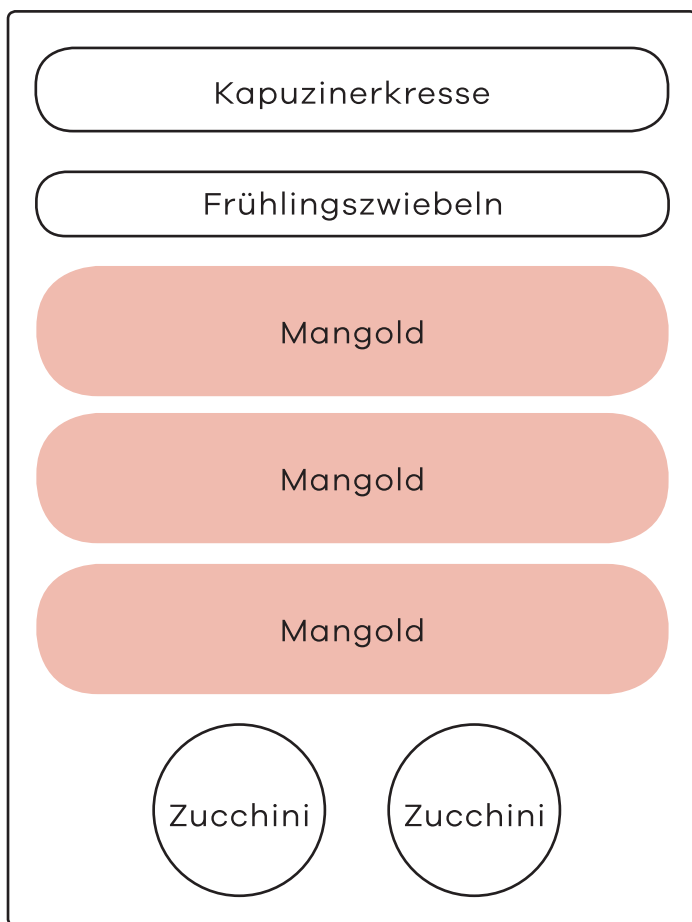 Kapuzinerkresse
Frühlingszwiebeln
Mangold
Mangold
Mangold
Zucchini Zucchini